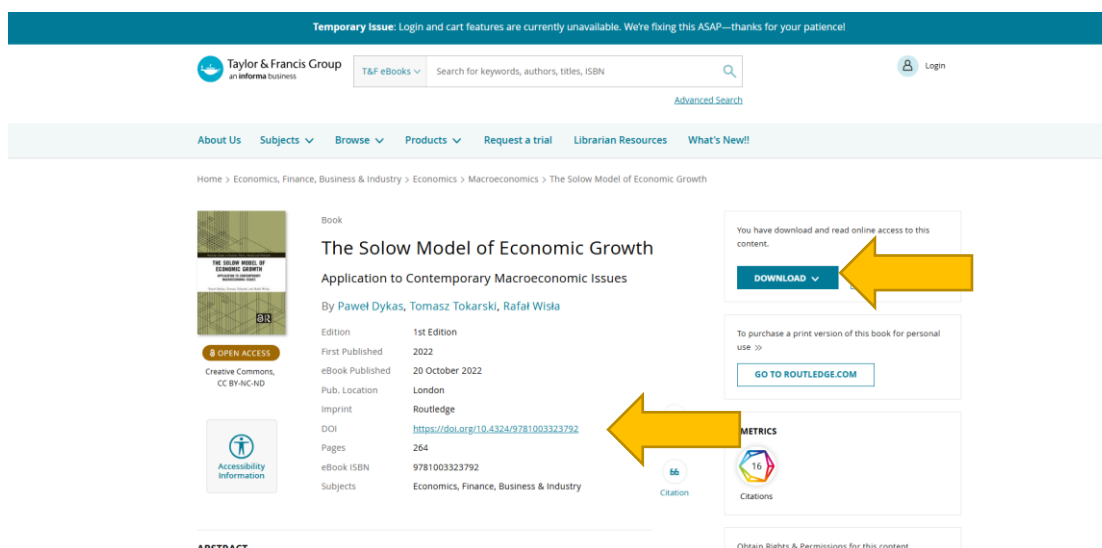 Temporary Issue: Login and cart features are currently unavailable. We're fixing this ASAP—thanks for your patience!
Taylor & Francis Group
an informa business
T&F eBooks
Search for keywords, authors, titles, ISBN
Login
Advanced Search
About Us Subjects Browse Products Request a trial Librarian Resources What's New!!
Home > Economics, Finance, Business & Industry > Economics > Macroeconomics > The Solow Model of Economic Growth
THE SOLOW MODEL OF
ECONOMIC GROWTH
OPEN ACCESS
Creative Commons,
CC BY-NC-ND
Accessibility
Information
Book
The Solow Model of Economic Growth
Application to Contemporary Macroeconomic Issues
By Paweł Dykas, Tomasz Tokarski, Rafał Wisła
Edition 1st Edition
First Published 2022
eBook Published 20 October 2022
Pub. Location London
Imprint Routledge
DOI https://doi.org/10.4324/9781003323792
Pages 264
eBook ISBN 9781003323792
Subjects Economics, Finance, Business & Industry
Citation
You have download and read online access to this
content.
DOWNLOAD
To purchase a print version of this book for personal
use >>
GO TO ROUTLEDGE.COM
METRICS
16
Citations
ABSTRACT
Obtain Rights & Permissions for this content